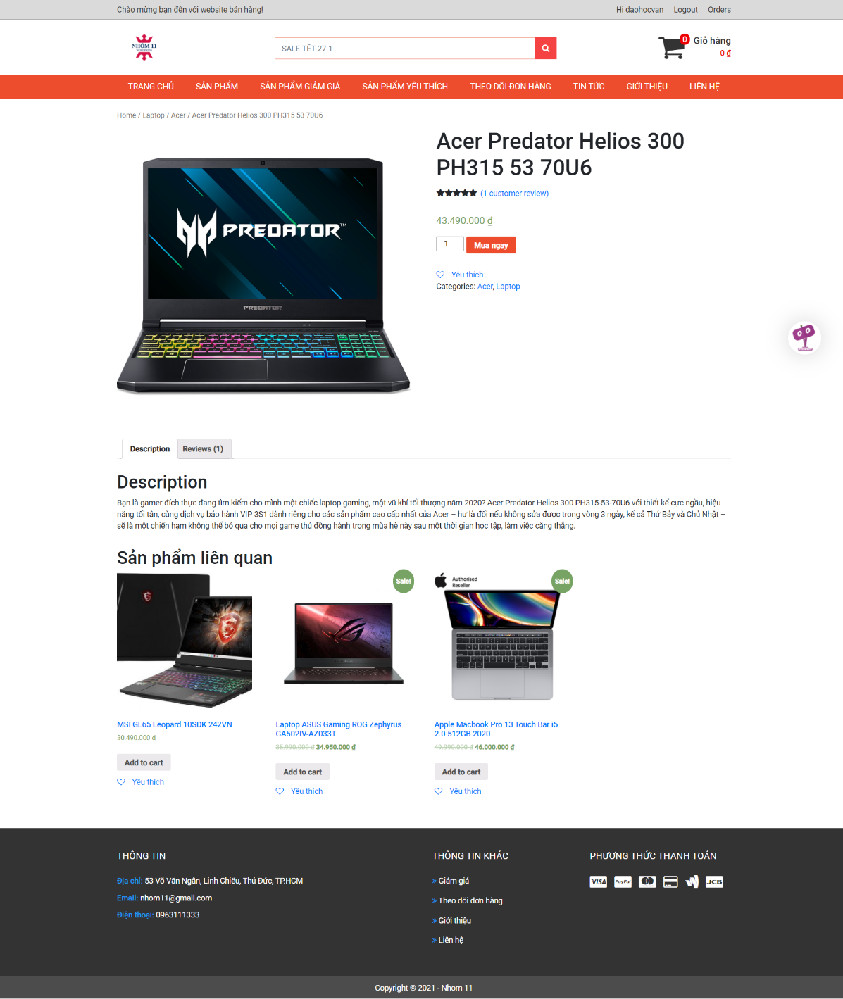 Chào mừng bạn đến với website bán hàng!
Hi daohocvan
Logout
Orders
NHOM 11
WORDPRESS
SALE TẾT 27.1
0
Giỏ hàng
0 ₫
TRANG CHỦ
SẢN PHẨM
SẢN PHẨM GIẢM GIÁ
SẢN PHẨM YÊU THÍCH
THEO DÕI ĐƠN HÀNG
TIN TỨC
GIỚI THIỆU
LIÊN HỆ
Home / Laptop / Acer / Acer Predator Helios 300 PH315 53 70U6
PREDATOR™
PREDATOR
Acer Predator Helios 300
PH315 53 70U6
(1 customer review)
43.490.000 ₫
1
Mua ngay
Yêu thích
Categories: Acer, Laptop
Description
Reviews (1)
Description
Bạn là gamer đích thực đang tìm kiếm cho mình một chiếc laptop gaming, một vũ khí tối thượng năm 2020? Acer Predator Helios 300 PH315-53-70U6 với thiết kế cực ngầu, hiệu
năng tối tân, cùng dịch vụ bảo hành VIP 3S1 dành riêng cho các sản phẩm cao cấp nhất của Acer – hư là đổi nếu không sửa được trong vòng 3 ngày, kể cả Thứ Bảy và Chủ Nhật –
sẽ là một chiến hạm không thể bỏ qua cho mọi game thủ đồng hành trong mùa hè này sau một thời gian học tập, làm việc căng thẳng.
Sản phẩm liên quan
Sale!
Authorised
Reseller
Sale!
MSI GL65 Leopard 10SDK 242VN
30.490.000 ₫
Add to cart
Yêu thích
Laptop ASUS Gaming ROG Zephyrus
GA502IV-AZ033T
35.990.000 ₫ 34.950.000 ₫
Add to cart
Yêu thích
Apple Macbook Pro 13 Touch Bar i5
2.0 512GB 2020
49.990.000 ₫ 46.000.000 ₫
Add to cart
Yêu thích
THÔNG TIN
Địa chỉ: 53 Võ Văn Ngân, Linh Chiểu, Thủ Đức, TP.HCM
Email: nhom11@gmail.com
Điện thoại: 0963111333
THÔNG TIN KHÁC
» Giảm giá
» Theo dõi đơn hàng
» Giới thiệu
» Liên hệ
PHƯƠNG THỨC THANH TOÁN
VISA
PayPal
JCB
Copyright © 2021 - Nhom 11